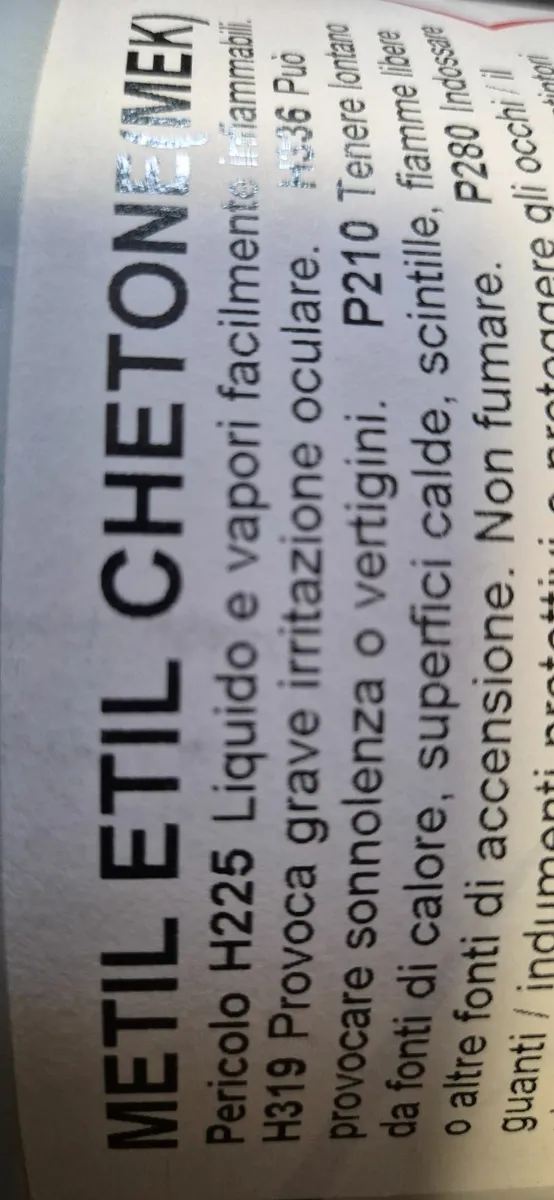 METIL ETIL CHETONE(MEK)
Pericolo H225 Liquido e vapori facilmente infiammabili.
H319 Provoca grave irritazione oculare. H336 Può
provocare sonnolenza o vertigini. P210 Tenere lontano
da fonti di calore, superfici calde, scintille, fiamme libere
o altre fonti di accensione. Non fumare. P280 Indossare
guanti / indumenti protettivi e proteggere gli occhi / il